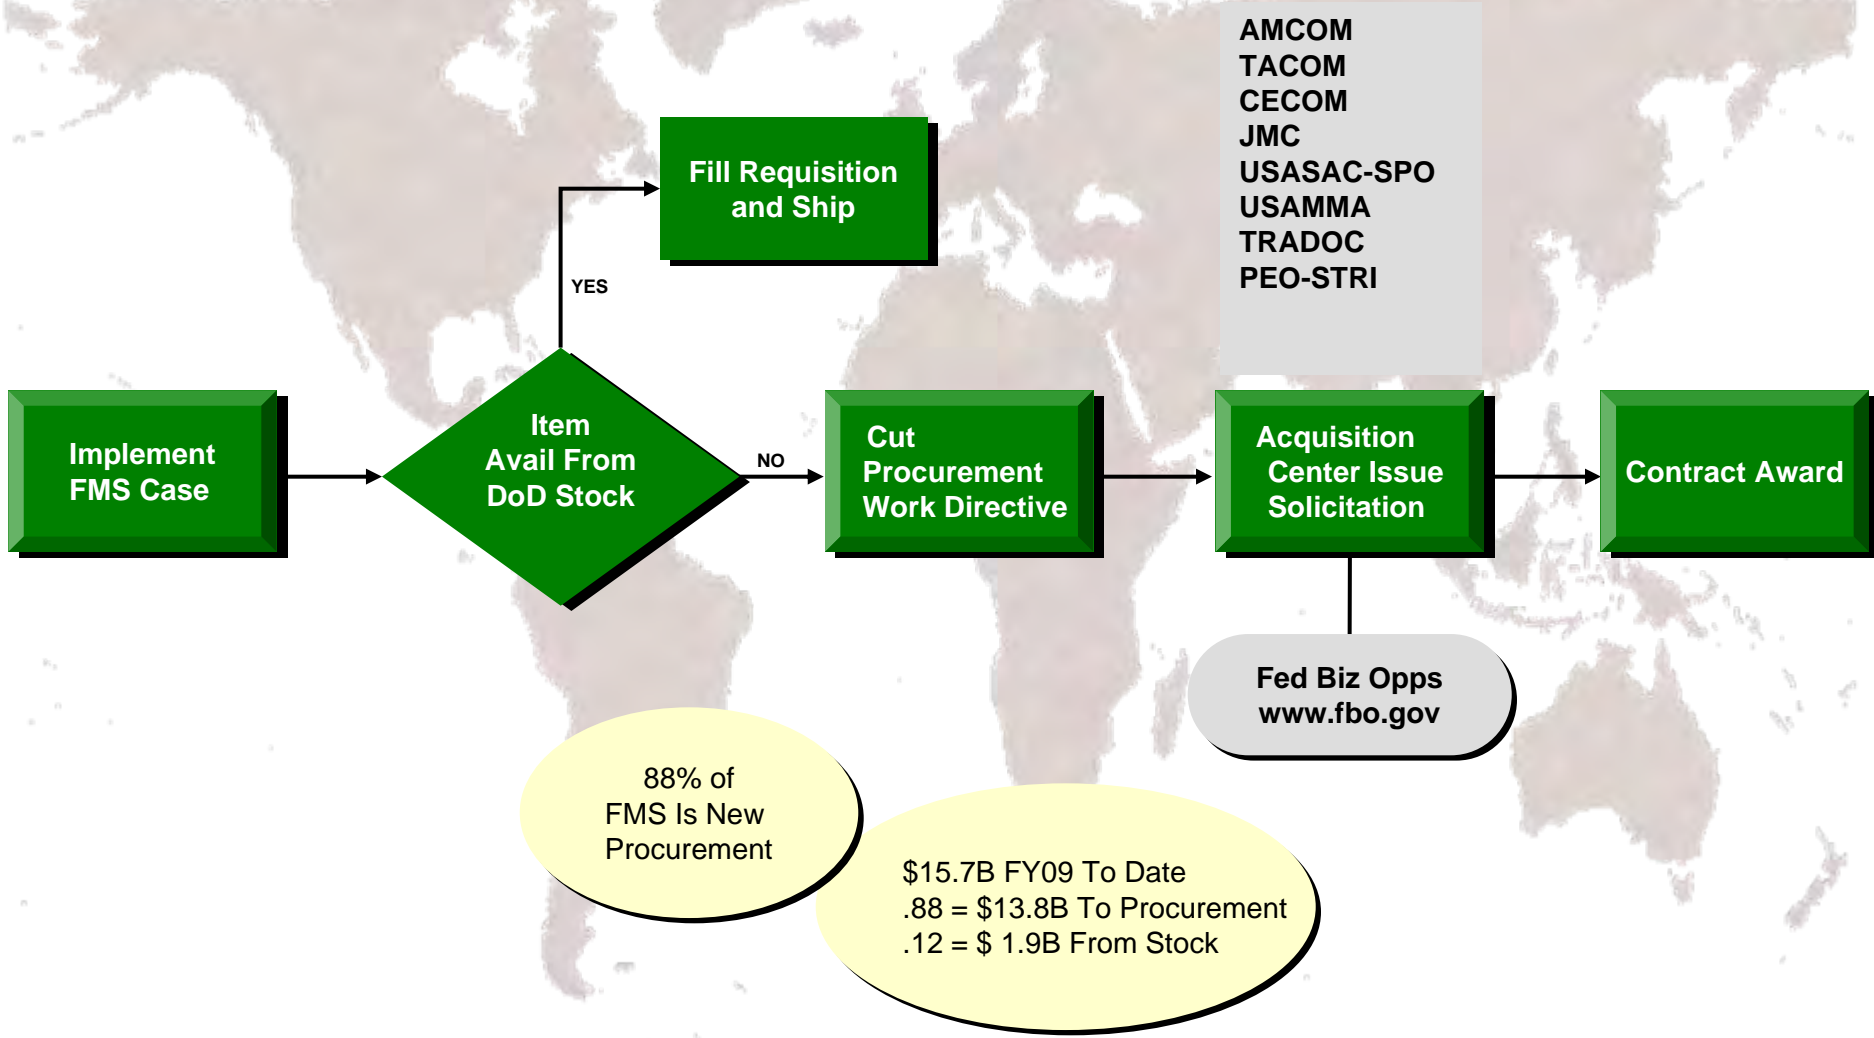 AMCOM
TACOM
CECOM
JMC
USASAC-SPO
USAMMA
TRADOC
PEO-STRI
Fill Requisition
and Ship
YES
Implement
FMS Case
Item
Avail From
DoD Stock
NO
Cut
Procurement
Work Directive
Acquisition
Center Issue
Solicitation
Contract Award
Fed Biz Opps
www.fbo.gov
88% of
FMS Is New
Procurement
$15.7B FY09 To Date
.88 = $13.8B To Procurement
.12 = $ 1.9B From Stock